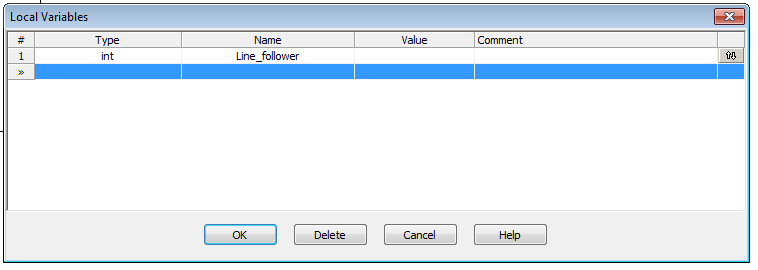 Local Variables
# Type Name Value Comment
1 int Line_follower
»
OK Delete Cancel Help